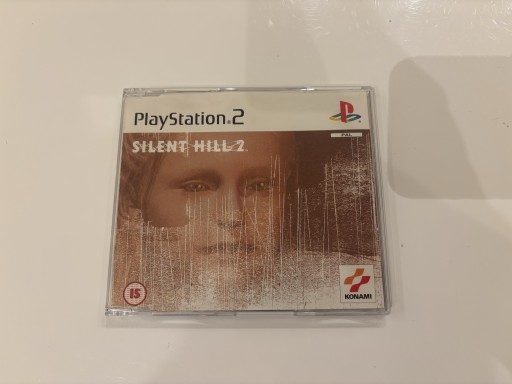 PlayStation®2
PAL
SILENT HILL 2
15
KONAMI